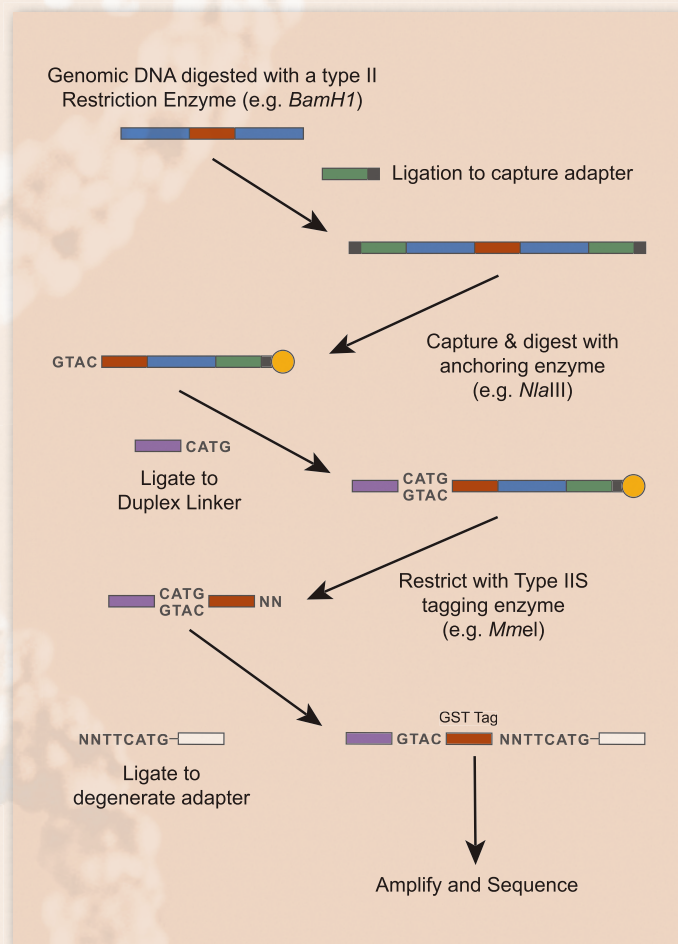 Genomic DNA digested with a type II
Restriction Enzyme (e.g. BamH1)
Ligation to capture adapter
GTAC
Capture & digest with
anchoring enzyme
(e.g. NlaIII)
CATG
Ligate to
Duplex Linker
CATG
GTAC
CATG
GTAC
NN
Restrict with Type IIS
tagging enzyme
(e.g. MmeI)
GST Tag
NNTTCATG
GTAC
NNTTCATG
Ligate to
degenerate adapter
Amplify and Sequence